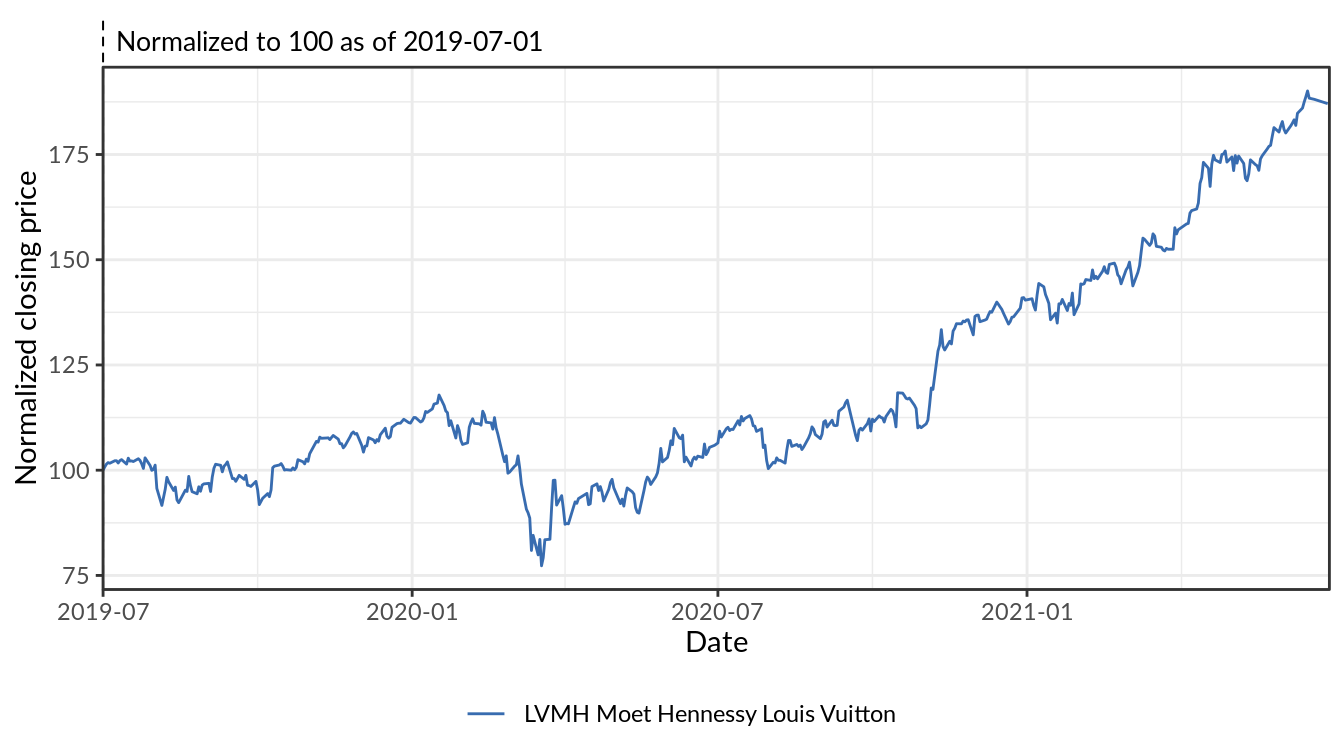 Normalized to 100 as of 2019-07-01
Normalized closing price
175
150
125
100
75
2019-07
2020-01
2020-07
2021-01
Date
LVMH Moet Hennessy Louis Vuitton